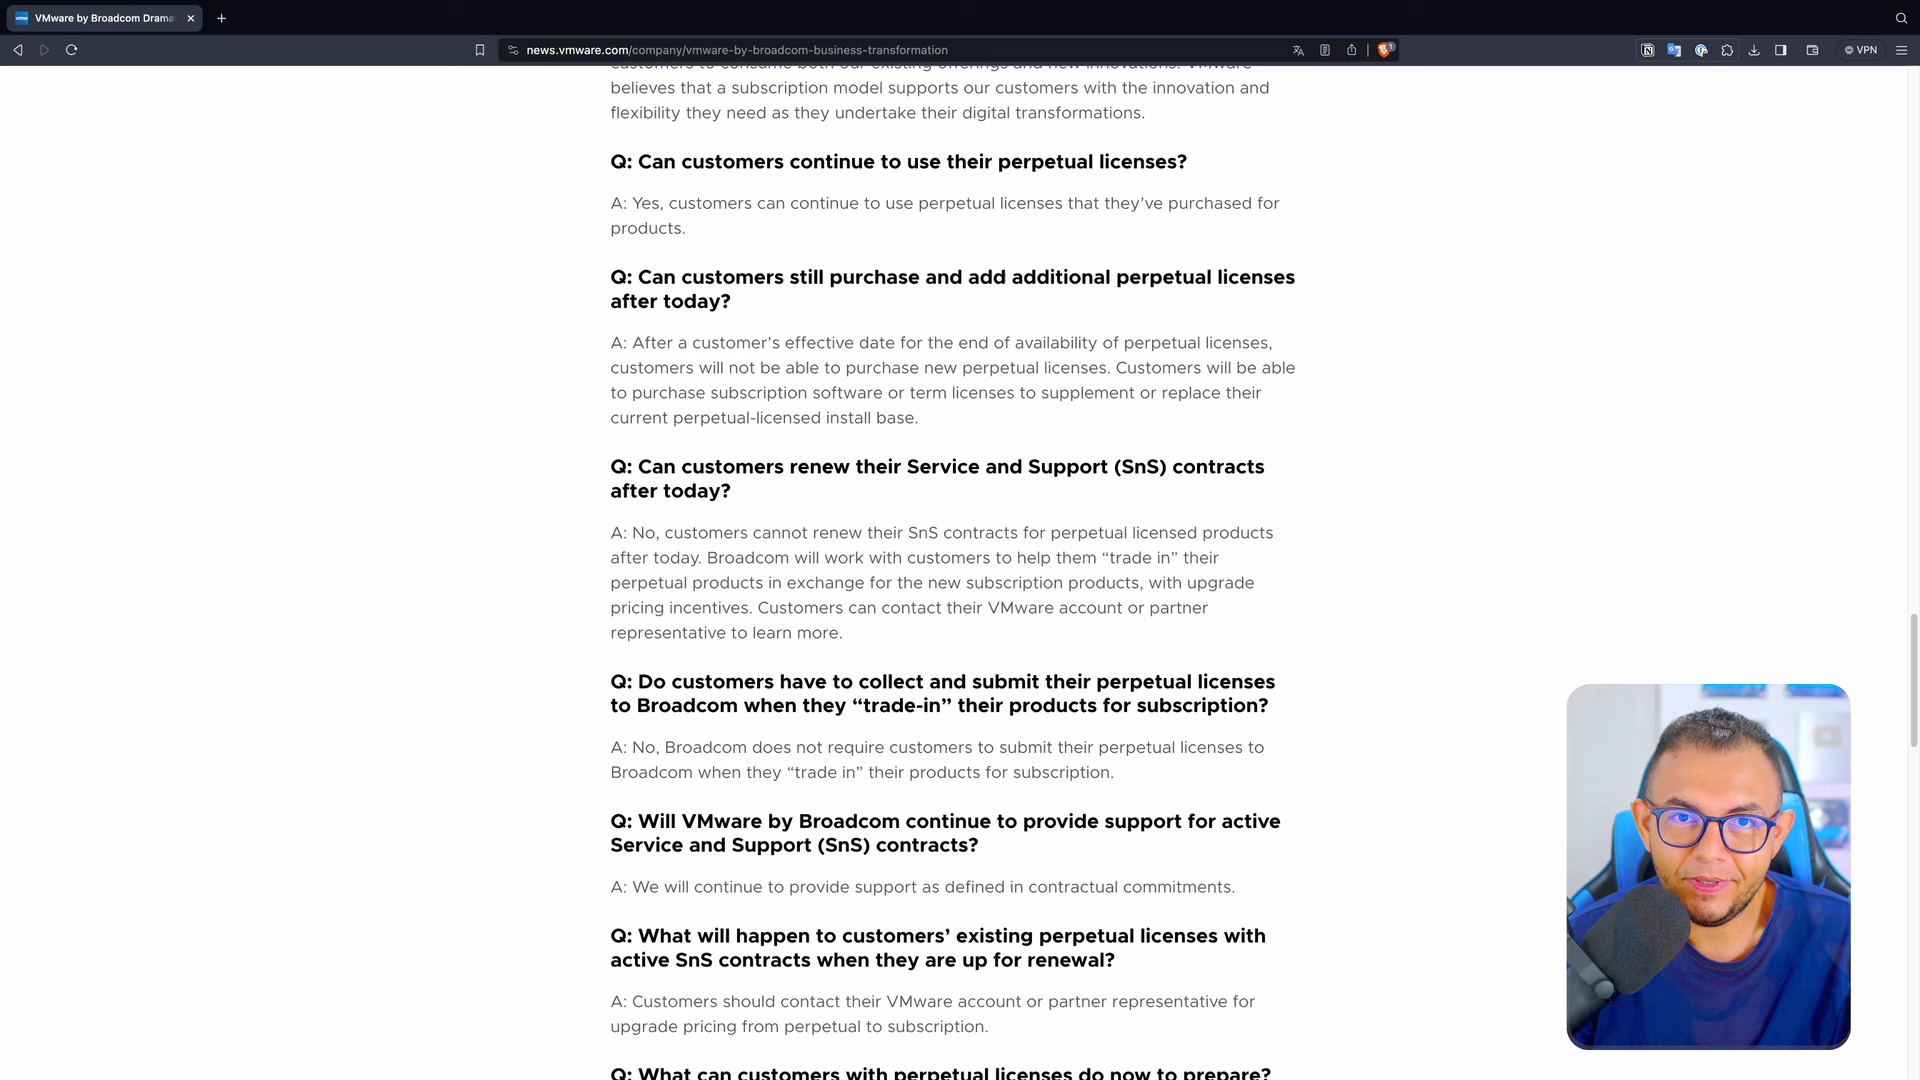 VMware by Broadcom Drama
news.vmware.com/company/vmware-by-broadcom-business-transformation
1
VPN
customers to consume both our existing offerings and new innovations. VMware
believes that a subscription model supports our customers with the innovation and
flexibility they need as they undertake their digital transformations.
Q: Can customers continue to use their perpetual licenses?
A: Yes, customers can continue to use perpetual licenses that they’ve purchased for
products.
Q: Can customers still purchase and add additional perpetual licenses
after today?
A: After a customer’s effective date for the end of availability of perpetual licenses,
customers will not be able to purchase new perpetual licenses. Customers will be able
to purchase subscription software or term licenses to supplement or replace their
current perpetual-licensed install base.
Q: Can customers renew their Service and Support (SnS) contracts
after today?
A: No, customers cannot renew their SnS contracts for perpetual licensed products
after today. Broadcom will work with customers to help them “trade in” their
perpetual products in exchange for the new subscription products, with upgrade
pricing incentives. Customers can contact their VMware account or partner
representative to learn more.
Q: Do customers have to collect and submit their perpetual licenses
to Broadcom when they “trade-in” their products for subscription?
A: No, Broadcom does not require customers to submit their perpetual licenses to
Broadcom when they “trade in” their products for subscription.
Q: Will VMware by Broadcom continue to provide support for active
Service and Support (SnS) contracts?
A: We will continue to provide support as defined in contractual commitments.
Q: What will happen to customers’ existing perpetual licenses with
active SnS contracts when they are up for renewal?
A: Customers should contact their VMware account or partner representative for
upgrade pricing from perpetual to subscription.
Q: What can customers with perpetual licenses do now to prepare?